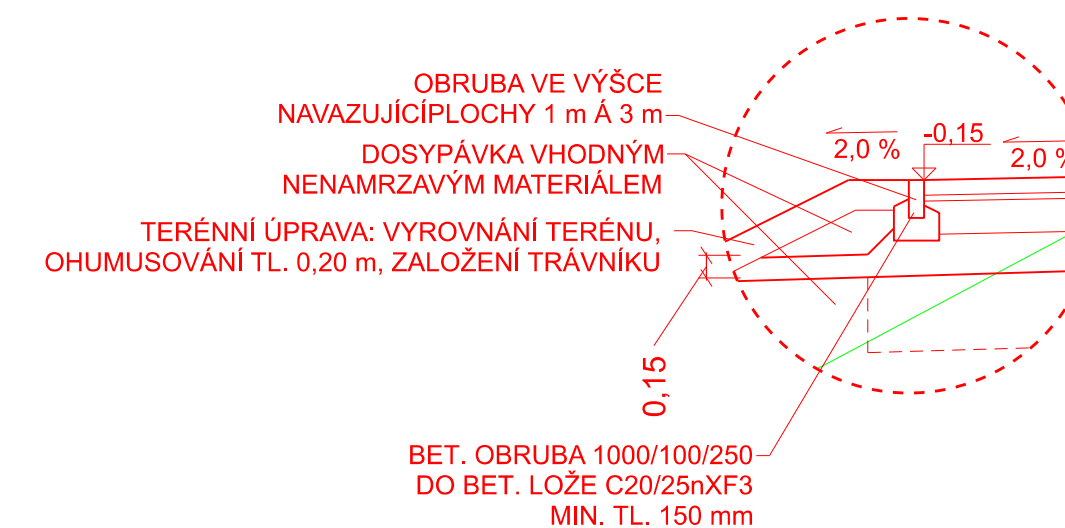 OBRUBA VE VÝŠCE
NAVAZUJÍCÍPLOCHY 1 m Á 3 m
DOSYPÁVKA VHODNÝM
NENAMRZAVÝM MATERIÁLEM
TERÉNNÍ ÚPRAVA: VYROVNÁNÍ TERÉNU,
OHUMUSOVÁNÍ TL. 0,20 m, ZALOŽENÍ TRÁVNÍKU
2,0 %
-0,15
2,0 %
0,15
BET. OBRUBA 1000/100/250
DO BET. LOŽE C20/25nXF3
MIN. TL. 150 mm